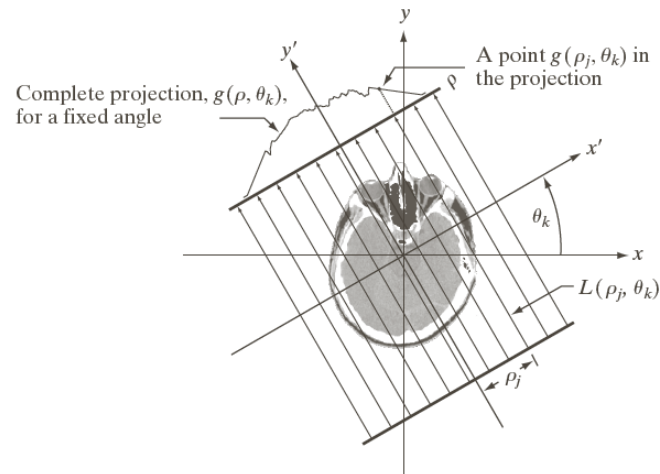 y
y′
A point g(ρj, θk) in
the projection
ρ
Complete projection, g(ρ, θk),
for a fixed angle
x′
θk
x
L(ρj, θk)
ρj